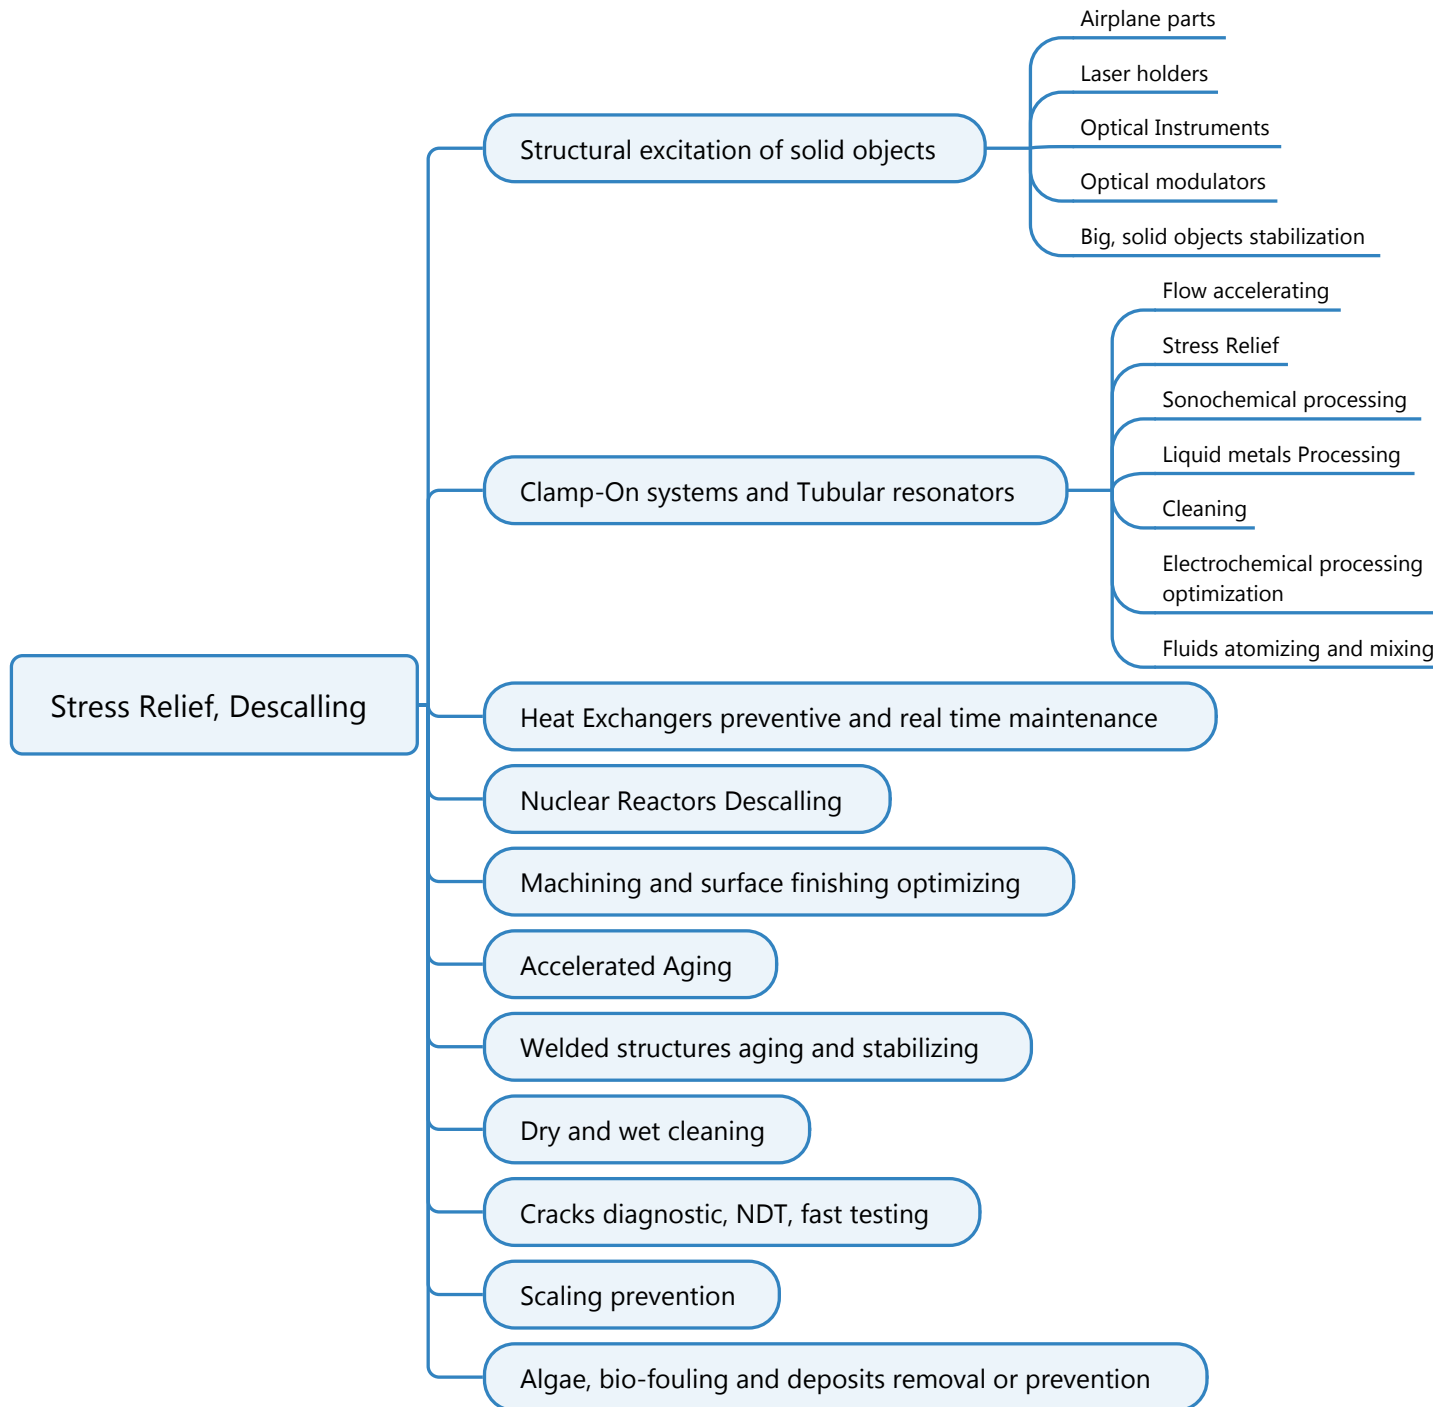 Airplane parts
Laser holders
Optical Instruments
Optical modulators
Big, solid objects stabilization
Structural excitation of solid objects
Flow accelerating
Stress Relief
Sonochemical processing
Liquid metals Processing
Cleaning
Electrochemical processing
optimization
Fluids atomizing and mixing
Clamp-On systems and Tubular resonators
Stress Relief, Descalling
Heat Exchangers preventive and real time maintenance
Nuclear Reactors Descalling
Machining and surface finishing optimizing
Accelerated Aging
Welded structures aging and stabilizing
Dry and wet cleaning
Cracks diagnostic, NDT, fast testing
Scaling prevention
Algae, bio-fouling and deposits removal or prevention